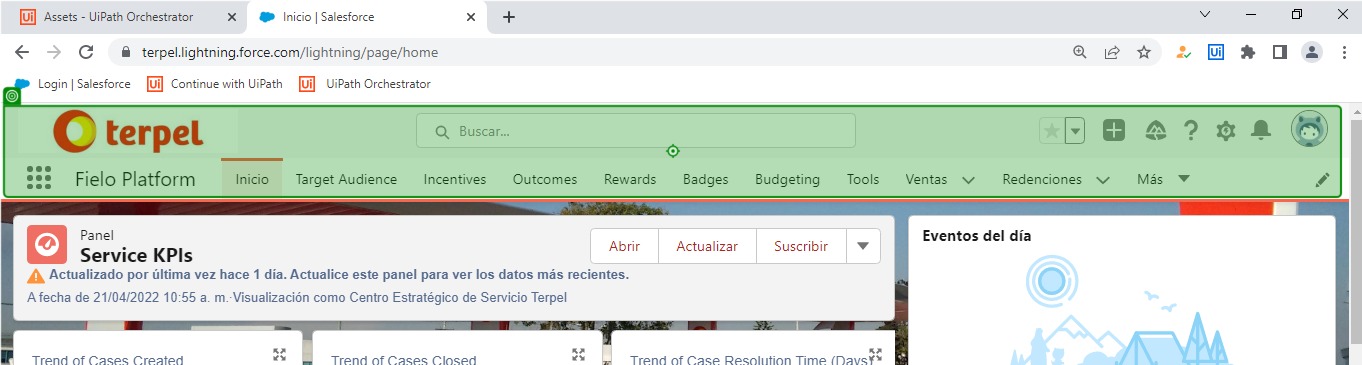 Assets - UiPath Orchestrator
Inicio | Salesforce
terpel.lightning.force.com/lightning/page/home
Login | Salesforce
Continue with UiPath
UiPath Orchestrator
terpel
Buscar...
Fielo Platform
Inicio
Target Audience
Incentives
Outcomes
Rewards
Badges
Budgeting
Tools
Ventas
Redenciones
Más
Panel
Service KPIs
Abrir
Actualizar
Suscribir
Actualizado por última vez hace 1 día. Actualice este panel para ver los datos más recientes.
A fecha de 21/04/2022 10:55 a. m.·Visualización como Centro Estratégico de Servicio Terpel
Eventos del día
Trend of Cases Created
Trend of Cases Closed
Trend of Case Resolution Time (Days)